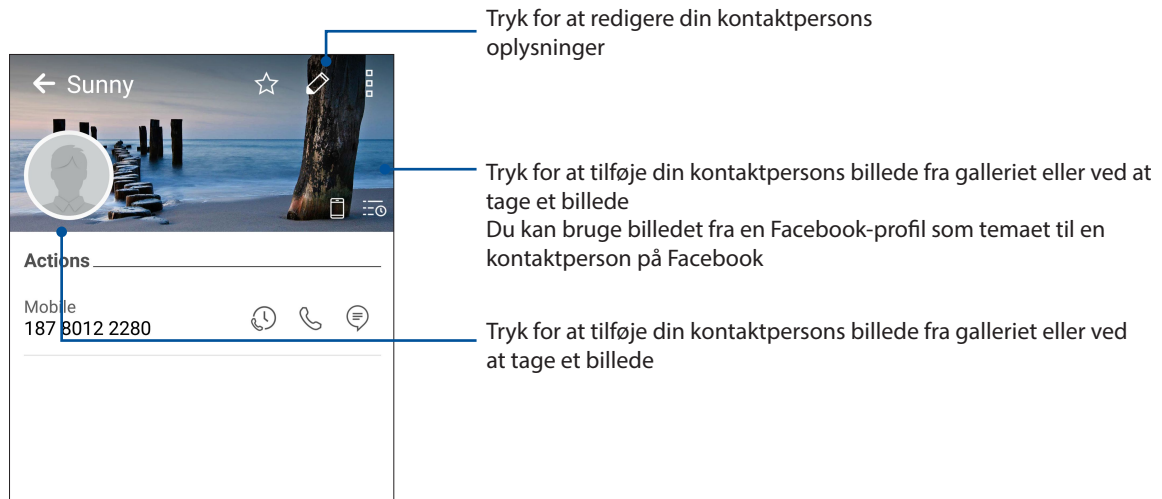 Tryk for at redigere din kontaktpersons
oplysninger
Sunny
Tryk for at tilføje din kontaktpersons billede fra galleriet eller ved at
tage et billede
Du kan bruge billedet fra en Facebook-profil som temaet til en
kontaktperson på Facebook
Actions
Mobile
187 8012 2280
Tryk for at tilføje din kontaktpersons billede fra galleriet eller ved
at tage et billede